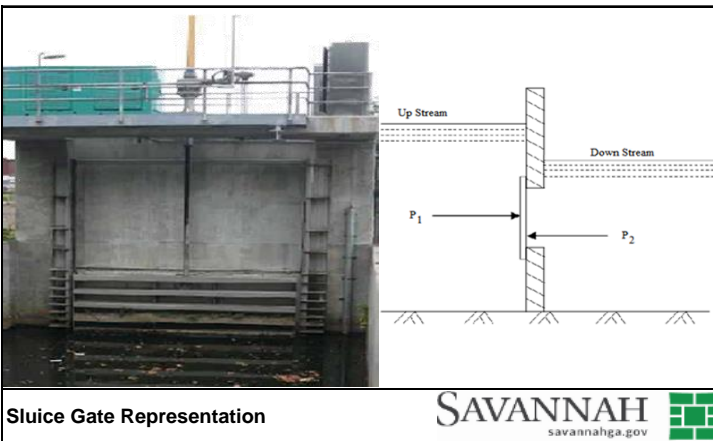 Up Stream
Down Stream
P1
P2
Sluice Gate Representation
SAVANNAH
savannahga.gov